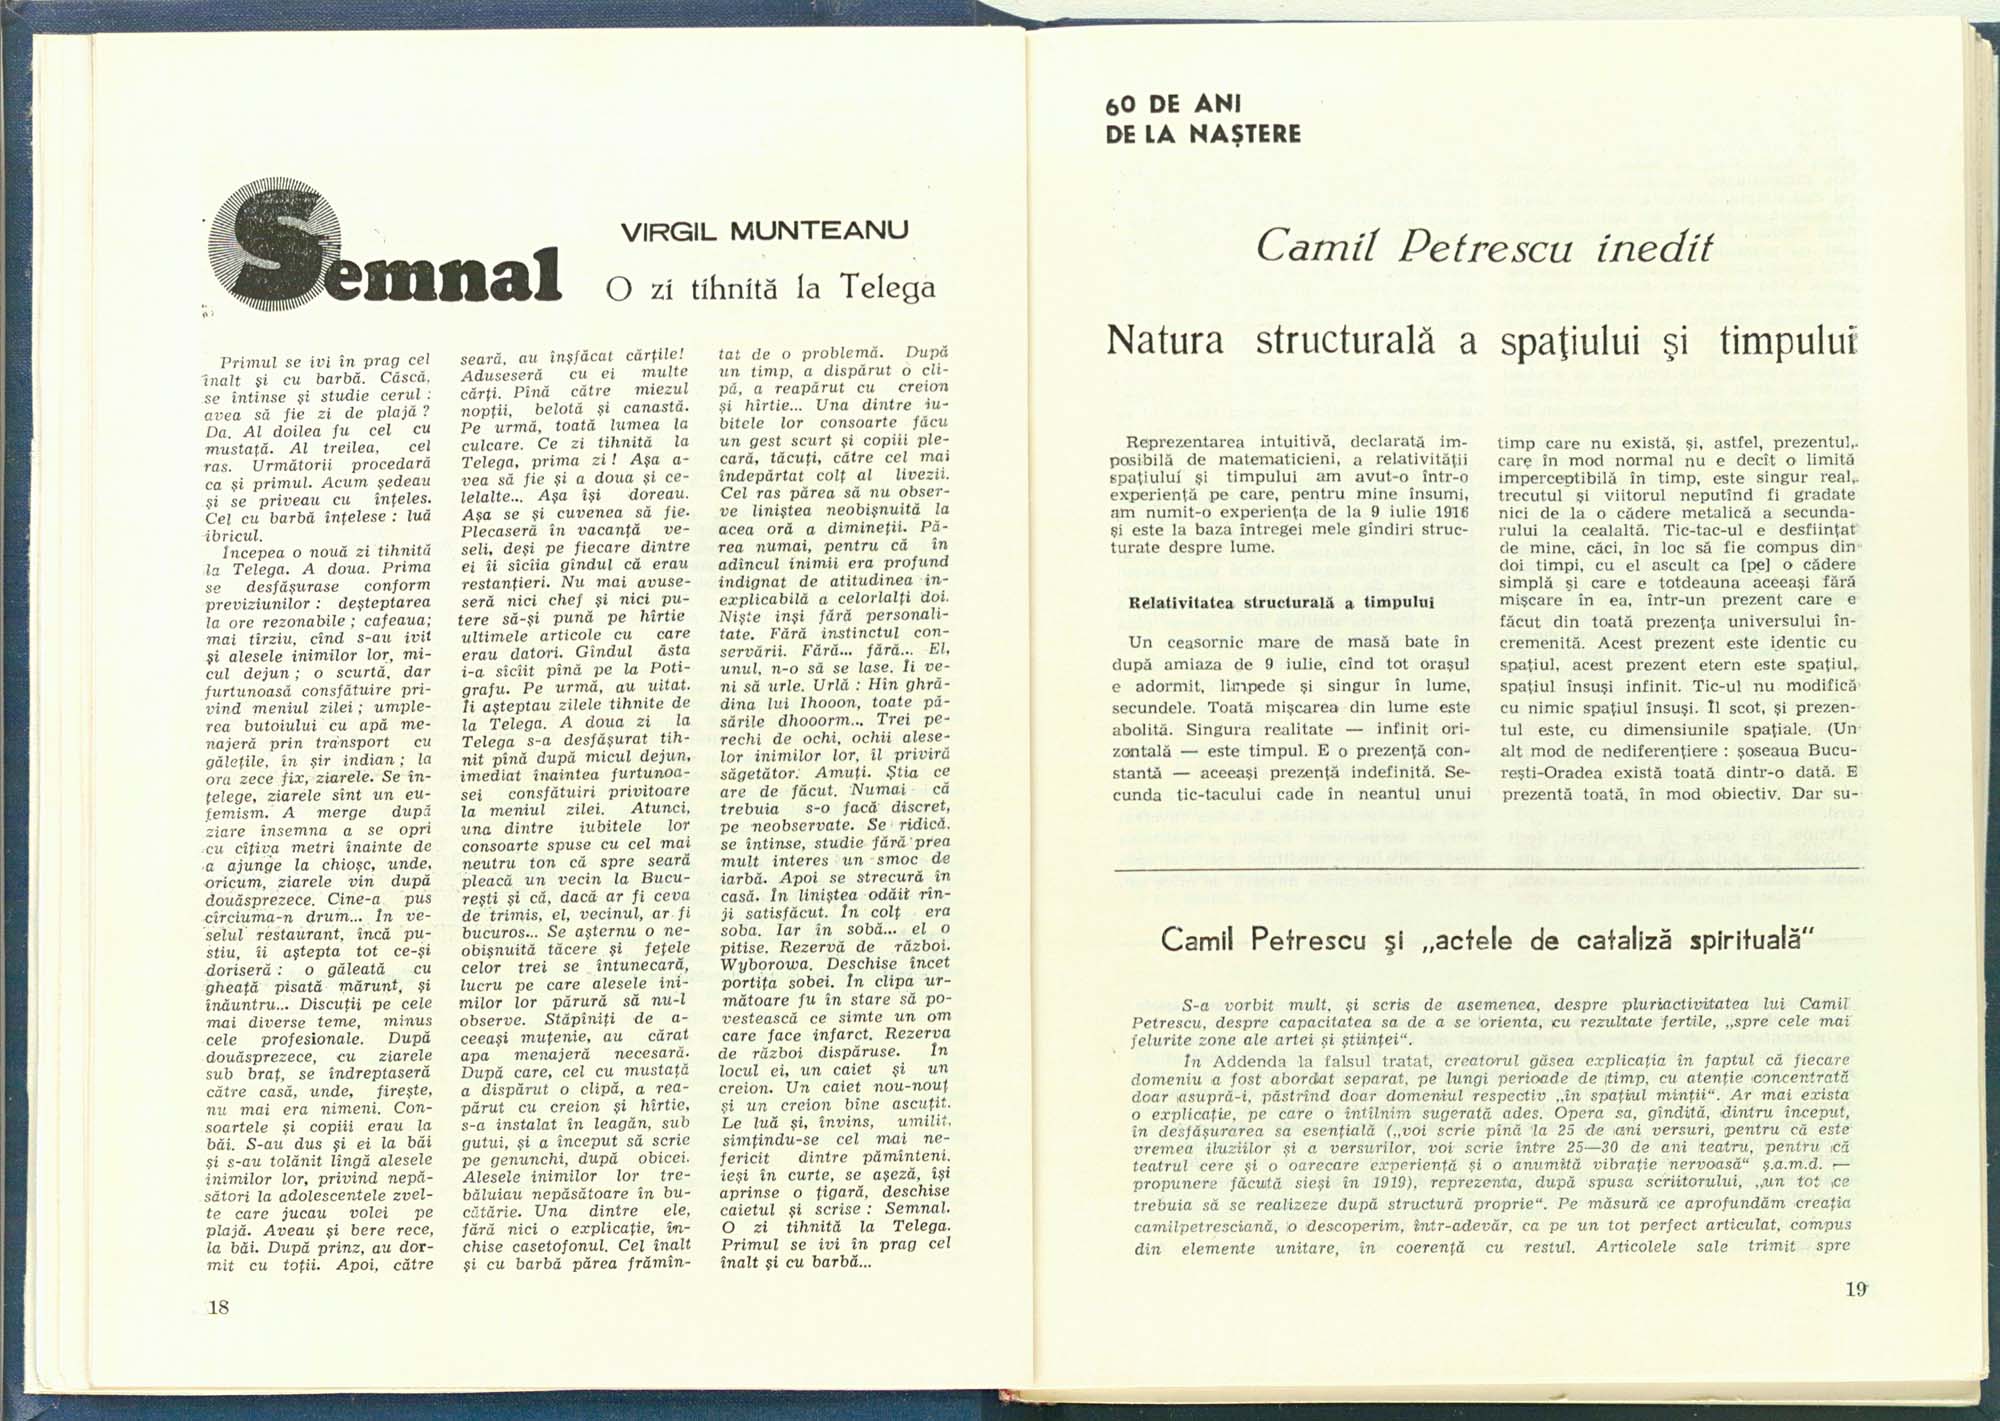 Semnal
VIRGIL MUNTEANU
O zi tihnită la Telega
Primul se ivi în prag cel
înalt și cu barbă. Căscă,
se întinse și studie cerul :
avea să fie zi de plajă ?
Da. Al doilea fu cel cu
mustață. Al treilea, cel
ras. Următorii procedară
ca și primul. Acum ședeau
și se priveau cu înțeles.
Cel cu barbă înțelese : luă
ibricul.
Începea o nouă zi tihnită
la Telega. A doua. Prima
se desfășurase conform
previziunilor : deșteptarea
la ore rezonabile ; cafeaua;
mai tîrziu, cînd s-au ivit
și alesele inimilor lor, mi-
cul dejun ; o scurtă, dar
furtunoasă consfătuire pri-
vind meniul zilei ; umple-
rea butoiului cu apă me-
najeră prin transport cu
gălețile, în șir indian ; la
ora zece fix, ziarele. Se în-
țelege, ziarele sînt un eu-
femism. A merge după
ziare însemna a se opri
cu cîțiva metri înainte de
a ajunge la chioșc, unde,
oricum, ziarele vin după
douăsprezece. Cine-a pus
cîrciuma-n drum... În ve-
selul restaurant, încă pu-
stiu, îi aștepta tot ce-și
doriseră : o găleată cu
gheață pisată mărunt, și
înăuntru... Discuții pe cele
mai diverse teme, minus
cele profesionale. După
douăsprezece, cu ziarele
sub braț, se îndreptaseră
către casă, unde, firește,
nu mai era nimeni. Con-
soartele și copiii erau la
băi. S-au dus și ei la băi
și s-au tolănit lîngă alesele
inimilor lor, privind nepă-
sători la adolescentele zvel-
te care jucau volei pe
plajă. Aveau și bere rece,
la băi. După prînz, au dor-
mit cu toții. Apoi, către
seară, au înșfăcat cărțile!
Aduseseră cu ei multe
cărți. Pînă către miezul
nopții, belotă și canastă.
Pe urmă, toată lumea la
culcare. Ce zi tihnită la
Telega, prima zi ! Așa a-
vea să fie și a doua și ce-
lelalte... Așa își doreau.
Așa se și cuvenea să fie.
Plecaseră în vacanță ve-
seli, deși pe fiecare dintre
ei îi sîcîia gîndul că erau
restanțieri. Nu mai avuse-
seră nici chef și nici pu-
tere să-și pună pe hîrtie
ultimele articole cu care
erau datori. Gîndul ăsta
i-a sîcîit pînă pe la Poti-
grafu. Pe urmă, au uitat.
Îi așteptau zilele tihnite de
la Telega. A doua zi la
Telega s-a desfășurat tih-
nit pînă după micul dejun,
imediat înaintea furtunoa-
sei consfătuiri privitoare
la meniul zilei. Atunci,
una dintre iubitele lor
consoarte spuse cu cel mai
neutru ton că spre seară
pleacă un vecin la Bucu-
rești și că, dacă ar fi ceva
de trimis, el, vecinul, ar fi
bucuros... Se așternu o ne-
obișnuită tăcere și fețele
celor trei se întunecară,
lucru pe care alesele ini-
milor lor părură să nu-l
observe. Stăpîniți de a-
ceeași muțenie, au cărat
apa menajeră necesară.
După care, cel cu mustață
a dispărut o clipă, a rea-
părut cu creion și hîrtie,
s-a instalat în leagăn, sub
gutui, și a început să scrie
pe genunchi, după obicei.
Alesele inimilor lor tre-
băluiau nepăsătoare în bu-
cătărie. Una dintre ele,
fără nici o explicație, în-
chise casetofonul. Cel înalt
și cu barbă părea frămîn-
tat de o problemă. După
un timp, a dispărut o cli-
pă, a reapărut cu creion
și hîrtie... Una dintre iu-
bitele lor consoarte făcu
un gest scurt și copiii ple-
cară, tăcuți, către cel mai
îndepărtat colț al livezii.
Cel ras părea să nu obser-
ve liniștea neobișnuită la
acea oră a dimineții. Pă-
rea numai, pentru că în
adîncul inimii era profund
indignat de atitudinea in-
explicabilă a celorlalți doi.
Niște inși fără personali-
tate. Fără instinctul con-
servării. Fără... fără... El,
unul, n-o să se lase. Îi ve-
ni să urle. Urlă : Hîn ghră-
dina lui Ihooon, toate pă-
sările dhooorm... Trei pe-
rechi de ochi, ochii alese-
lor inimilor lor, îl priviră
săgetător. Amuți. Știa ce
are de făcut. Numai că
trebuia s-o facă discret,
pe neobservate. Se ridică,
se întinse, studie fără prea
mult interes un smoc de
iarbă. Apoi se strecură în
casă. În liniștea odăii rîn-
ji satisfăcut. În colț era
soba. Iar în sobă... el o
pitise. Rezervă de război.
Wyborowa. Deschise încet
portița sobei. În clipa ur-
mătoare fu în stare să po-
vestească ce simte un om
care face infarct. Rezerva
de război dispăruse. În
locul ei, un caiet și un
creion. Un caiet nou-nouț
și un creion bine ascuțit.
Le luă și, învins, umilit,
simțindu-se cel mai ne-
fericit dintre pămînteni,
ieși în curte, se așeză, își
aprinse o țigară, deschise
caietul și scrise : Semnal.
O zi tihnită la Telega.
Primul se ivi în prag cel
înalt și cu barbă...
18
60 DE ANI
DE LA NAȘTERE
Camil Petrescu inedit
Natura structurală a spațiului și timpului
Reprezentarea intuitivă, declarată im-
posibilă de matematicieni, a relativității
spațiului și timpului am avut-o într-o
experiență pe care, pentru mine însumi,
am numit-o experiența de la 9 iulie 1916
și este la baza întregei mele gîndiri struc-
turate despre lume.
Relativitatea structurală a timpului
Un ceasornic mare de masă bate în
după amiaza de 9 iulie, cînd tot orașul
e adormit, limpede și singur în lume,
secundele. Toată mișcarea din lume este
abolită. Singura realitate — infinit ori-
zontală — este timpul. E o prezență con-
stantă — aceeași prezență indefinită. Se-
cunda tic-tacului cade în neantul unui
timp care nu există, și, astfel, prezentul,
care în mod normal nu e decît o limită
imperceptibilă în timp, este singur real,
trecutul și viitorul neputînd fi gradate
nici de la o cădere metalică a secunda-
rului la cealaltă. Tic-tac-ul e desființat
de mine, căci, în loc să fie compus din
doi timpi, cu el ascult ca [pe] o cădere
simplă și care e totdeauna aceeași fără
mișcare în ea, într-un prezent care e
făcut din toată prezența universului în-
cremenită. Acest prezent este identic cu
spațiul, acest prezent etern este spațiul,
spațiul însuși infinit. Tic-ul nu modifică
cu nimic spațiul însuși. Îl scot, și prezen-
tul este, cu dimensiunile spațiale. (Un
alt mod de nediferențiere : șoseaua Bucu-
rești-Oradea există toată dintr-o dată. E
prezentă toată, în mod obiectiv. Dar su-
Camil Petrescu și „actele de cataliză spirituală“
S-a vorbit mult, și scris de asemenea, despre pluriactivitatea lui Camil
Petrescu, despre capacitatea sa de a se orienta, cu rezultate fertile, „spre cele mai
felurite zone ale artei și științei“.
În Addenda la falsul tratat, creatorul găsea explicația în faptul că fiecare
domeniu a fost abordat separat, pe lungi perioade de timp, cu atenție concentrată
doar asupră-i, păstrînd doar domeniul respectiv „în spațiul minții“. Ar mai exista
o explicație, pe care o întîlnim sugerată ades. Opera sa, gîndită, dintru început,
în desfășurarea sa esențială („voi scrie pînă la 25 de ani versuri, pentru că este
vremea iluziilor și a versurilor, voi scrie între 25—30 de ani teatru, pentru că
teatrul cere și o oarecare experiență și o anumită vibrație nervoasă“ ș.a.m.d. —
propunere făcută sieși în 1919), reprezenta, după spusa scriitorului, „un tot ce
trebuia să se realizeze după structură proprie“. Pe măsură ce aprofundăm creația
camilpetresciană, o descoperim, într-adevăr, ca pe un tot perfect articulat, compus
din elemente unitare, în coerență cu restul. Articolele sale trimit spre
19